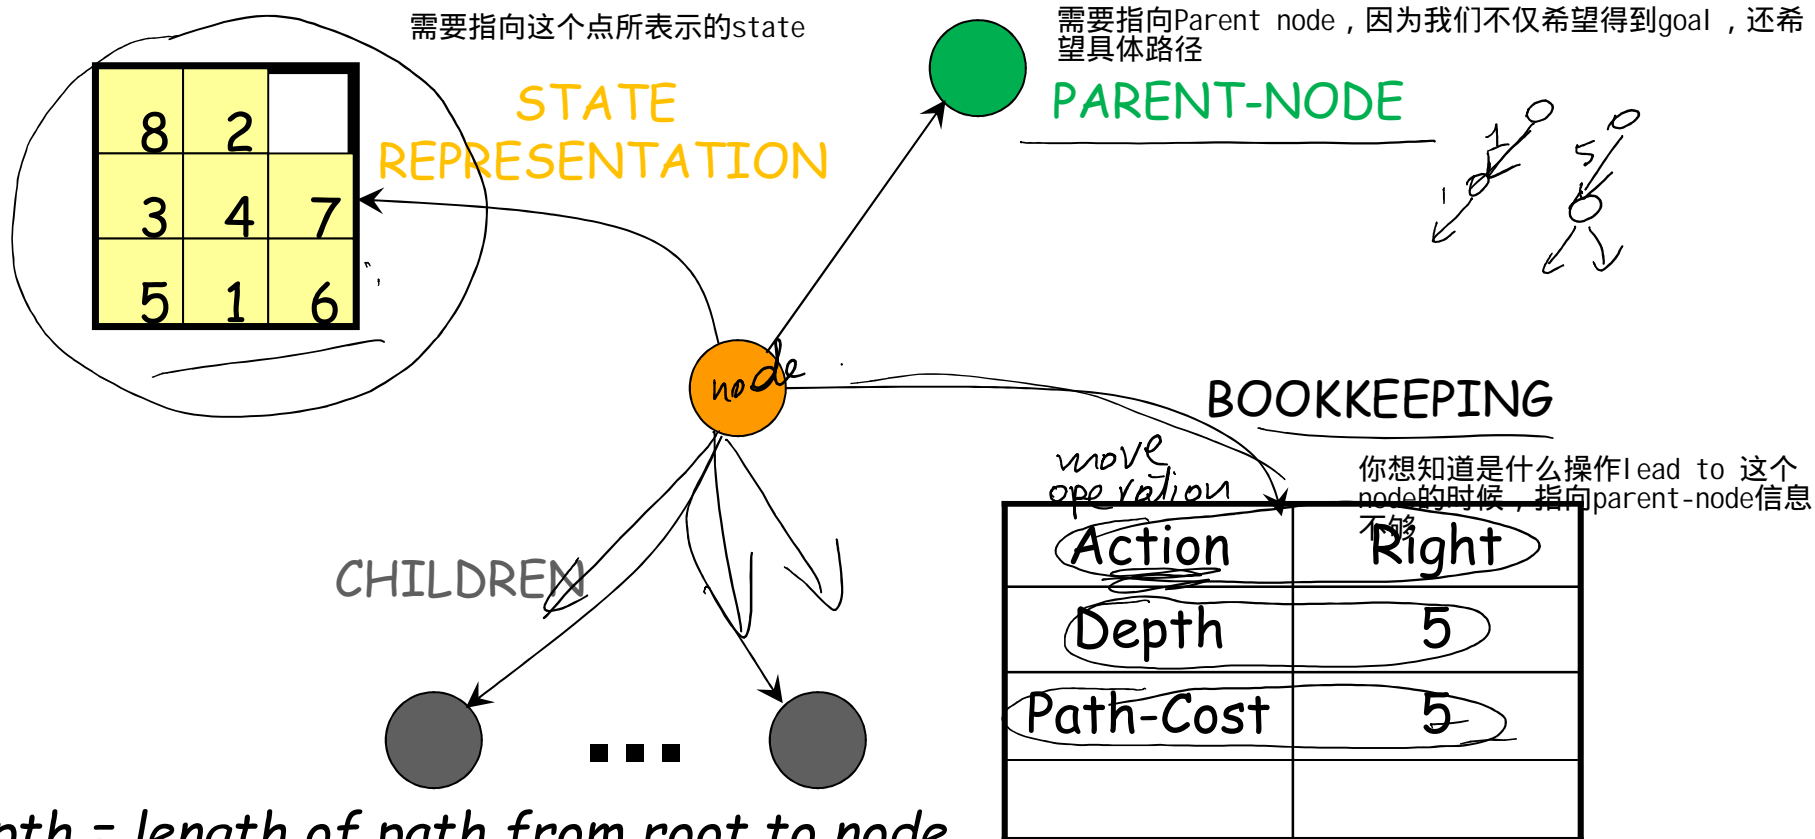 需要指向这个点所表示的state
需要指向Parent node，因为我们不仅希望得到goal，还希
望具体路径
STATE
REPRESENTATION
PARENT-NODE
8 2
3 4 7
5 1 6
1
5
node
BOOKKEEPING
move
operation
你想知道是什么操作lead to 这个
node的时候，指向parent-node信息
不够
Action Right
Depth 5
Path-Cost 5
CHILDREN
...
pth = length of path from root to node